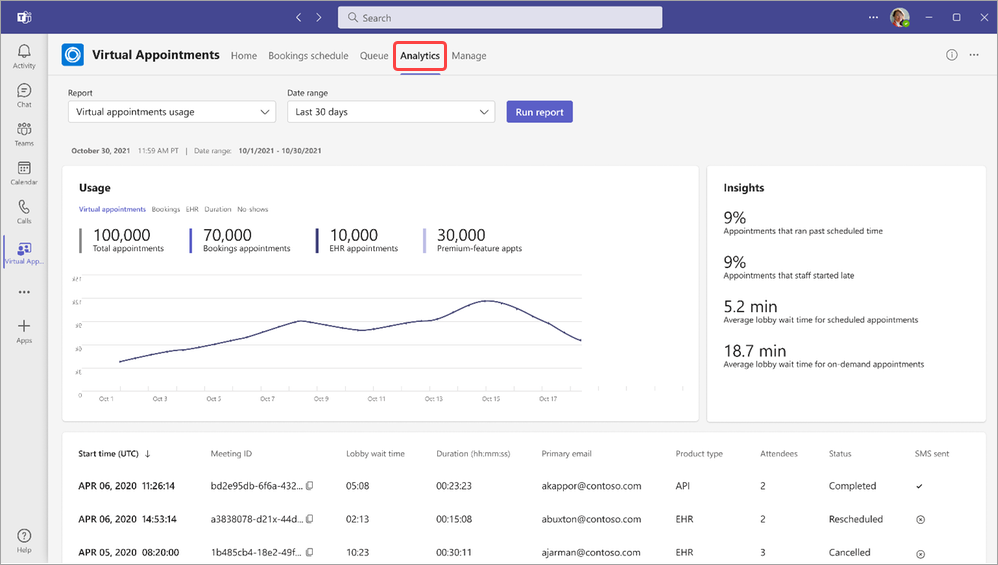 Search
Activity
Chat
Teams
Calendar
Calls
Virtual App...
Apps
Help
Virtual Appointments Home Bookings schedule Queue Analytics Manage
Report Date range
Virtual appointments usage Last 30 days Run report
October 30, 2021 11:59 AM PT | Date range: 10/1/2021 - 10/30/2021
Usage
Virtual appointments Bookings EHR Duration No-shows
100,000 70,000 10,000 30,000
Total appointments Bookings appointments EHR appointments Premium-feature appts
0
Oct 1 Oct 3 Oct 5 Oct 7 Oct 9 Oct 11 Oct 13 Oct 15 Oct 17
Insights
9%
Appointments that ran past scheduled time
9%
Appointments that staff started late
5.2 min
Average lobby wait time for scheduled appointments
18.7 min
Average lobby wait time for on-demand appointments
Start time (UTC) ↓ Meeting ID Lobby wait time Duration (hh:mm:ss) Primary email Product type Attendees Status SMS sent
APR 06, 2020 11:26:14 bd2e95db-6f6a-432... 05:08 00:23:23 akappor@contoso.com API 2 Completed
APR 06, 2020 14:53:14 a3838078-d21x-44d... 02:13 00:15:08 abuxton@contoso.com EHR 2 Rescheduled
APR 05, 2020 08:20:00 1b485cb4-18e2-49f... 10:23 00:30:11 ajarman@contoso.com EHR 3 Cancelled